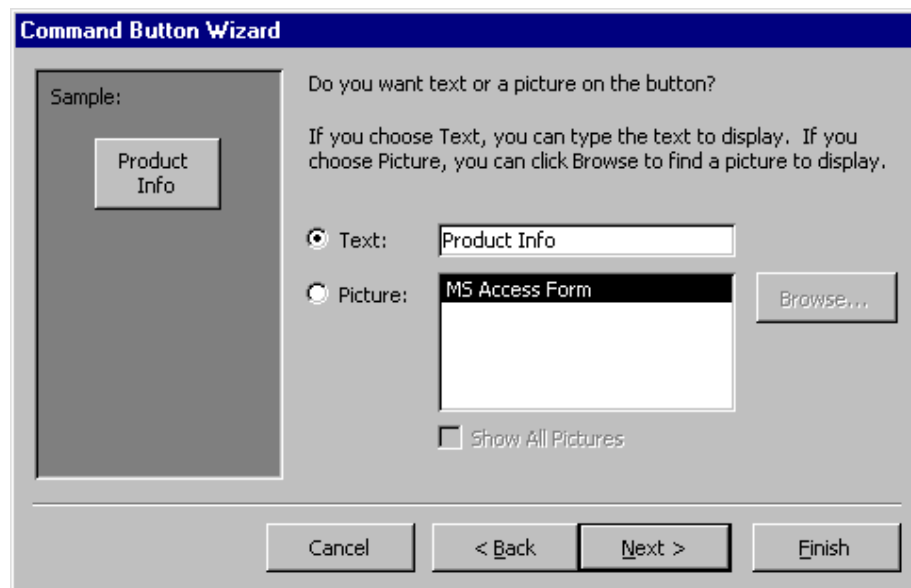 Command Button Wizard
Sample:
Product
Info
Do you want text or a picture on the button?
If you choose Text, you can type the text to display.  If you
choose Picture, you can click Browse to find a picture to display.
Text: Product Info
Picture: MS Access Form
Browse...
Show All Pictures
Cancel < Back Next > Finish